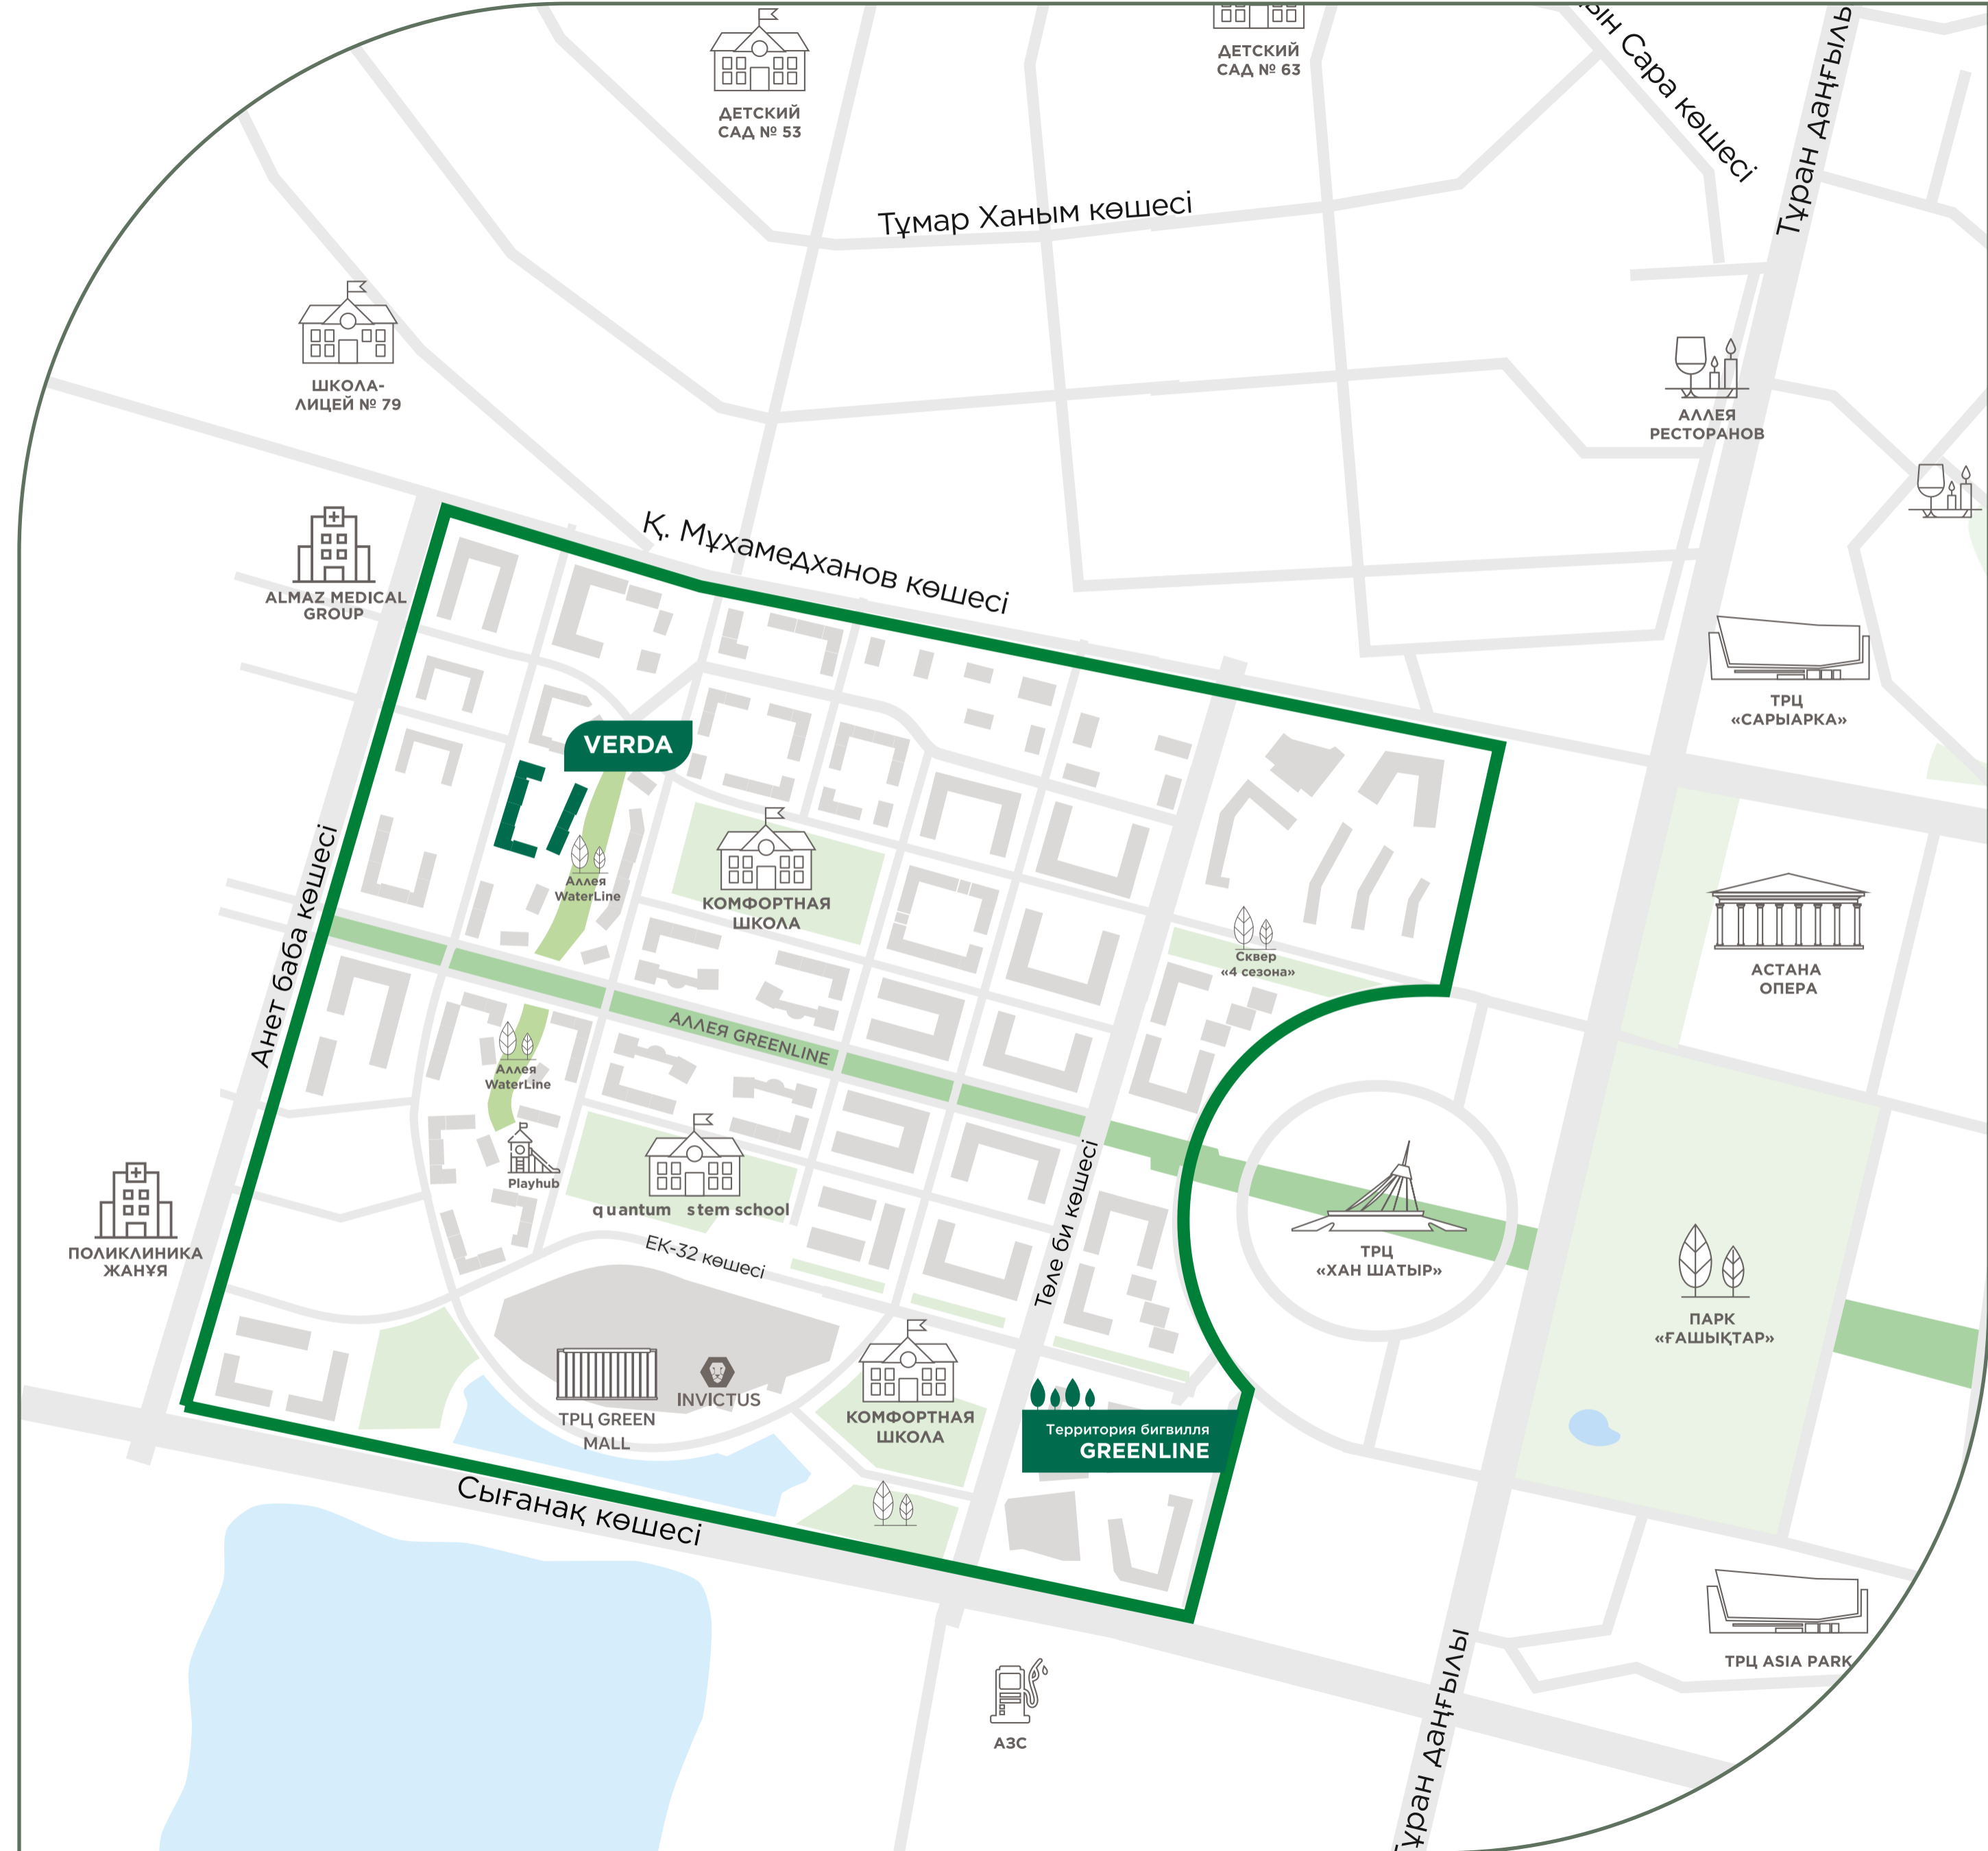 ДЕТСКИЙ
САД № 53
ДЕТСКИЙ
САД № 63
Сара көшесі
Тұран даңғылы
Тұмар Ханым көшесі
ШКОЛА-
ЛИЦЕЙ № 79
АЛЛЕЯ
РЕСТОРАНОВ
ALMAZ MEDICAL
GROUP
Қ. Мұхамедханов көшесі
ТРЦ
«САРЫАРКА»
VERDA
Анет баба көшесі
Аллея
WaterLine
КОМФОРТНАЯ
ШКОЛА
Сквер
«4 сезона»
АСТАНА
ОПЕРА
АЛЛЕЯ GREENLINE
Аллея
WaterLine
Playhub
quantum stem school
Төле би көшесі
ПОЛИКЛИНИКА
ЖАНҰЯ
ЕК-32 көшесі
ТРЦ
«ХАН ШАТЫР»
ПАРК
«ҒАШЫҚТАР»
ТРЦ GREEN
MALL
INVICTUS
КОМФОРТНАЯ
ШКОЛА
Территория бигвилля
GREENLINE
Сығанақ көшесі
ТРЦ ASIA PARK
АЗС
Тұран даңғылы